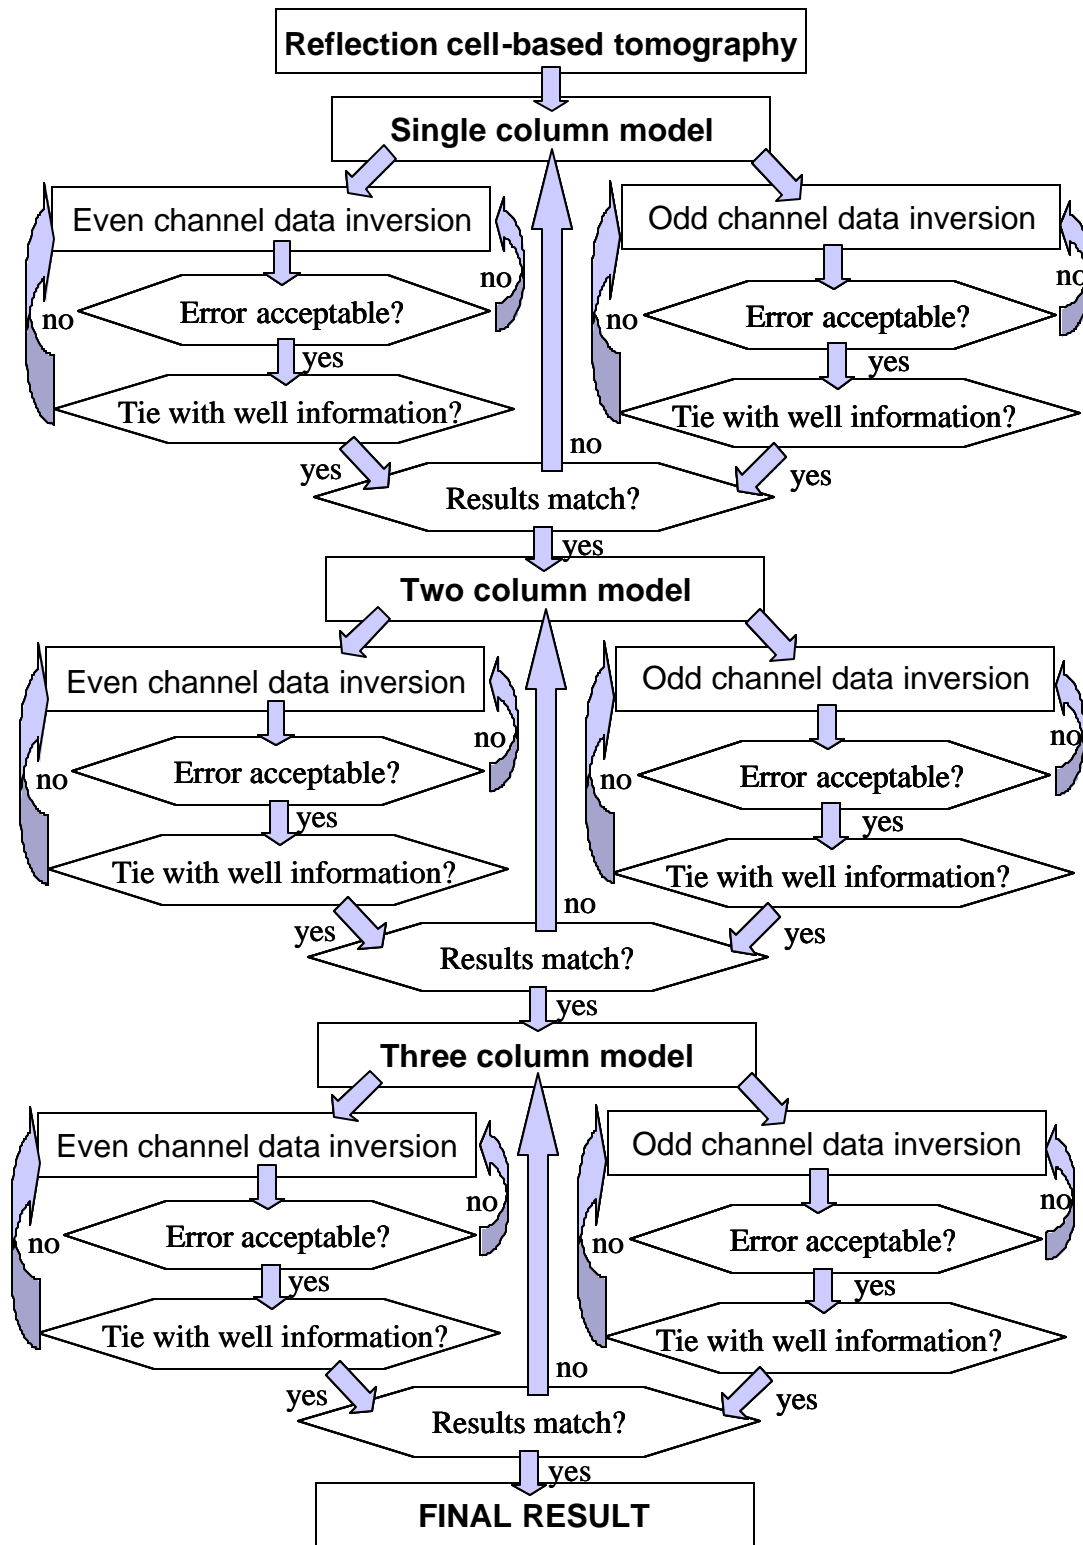 Reflection cell-based tomography
Single column model
Even channel data inversion
Odd channel data inversion
no
no
no
no
Error acceptable?
Error acceptable?
yes
yes
Tie with well information?
Tie with well information?
no
yes
yes
Results match?
yes
Two column model
Even channel data inversion
Odd channel data inversion
no
no
no
no
Error acceptable?
Error acceptable?
yes
yes
Tie with well information?
Tie with well information?
no
yes
yes
Results match?
yes
Three column model
Even channel data inversion
Odd channel data inversion
no
no
no
no
Error acceptable?
Error acceptable?
yes
yes
Tie with well information?
Tie with well information?
no
yes
yes
Results match?
yes
FINAL RESULT